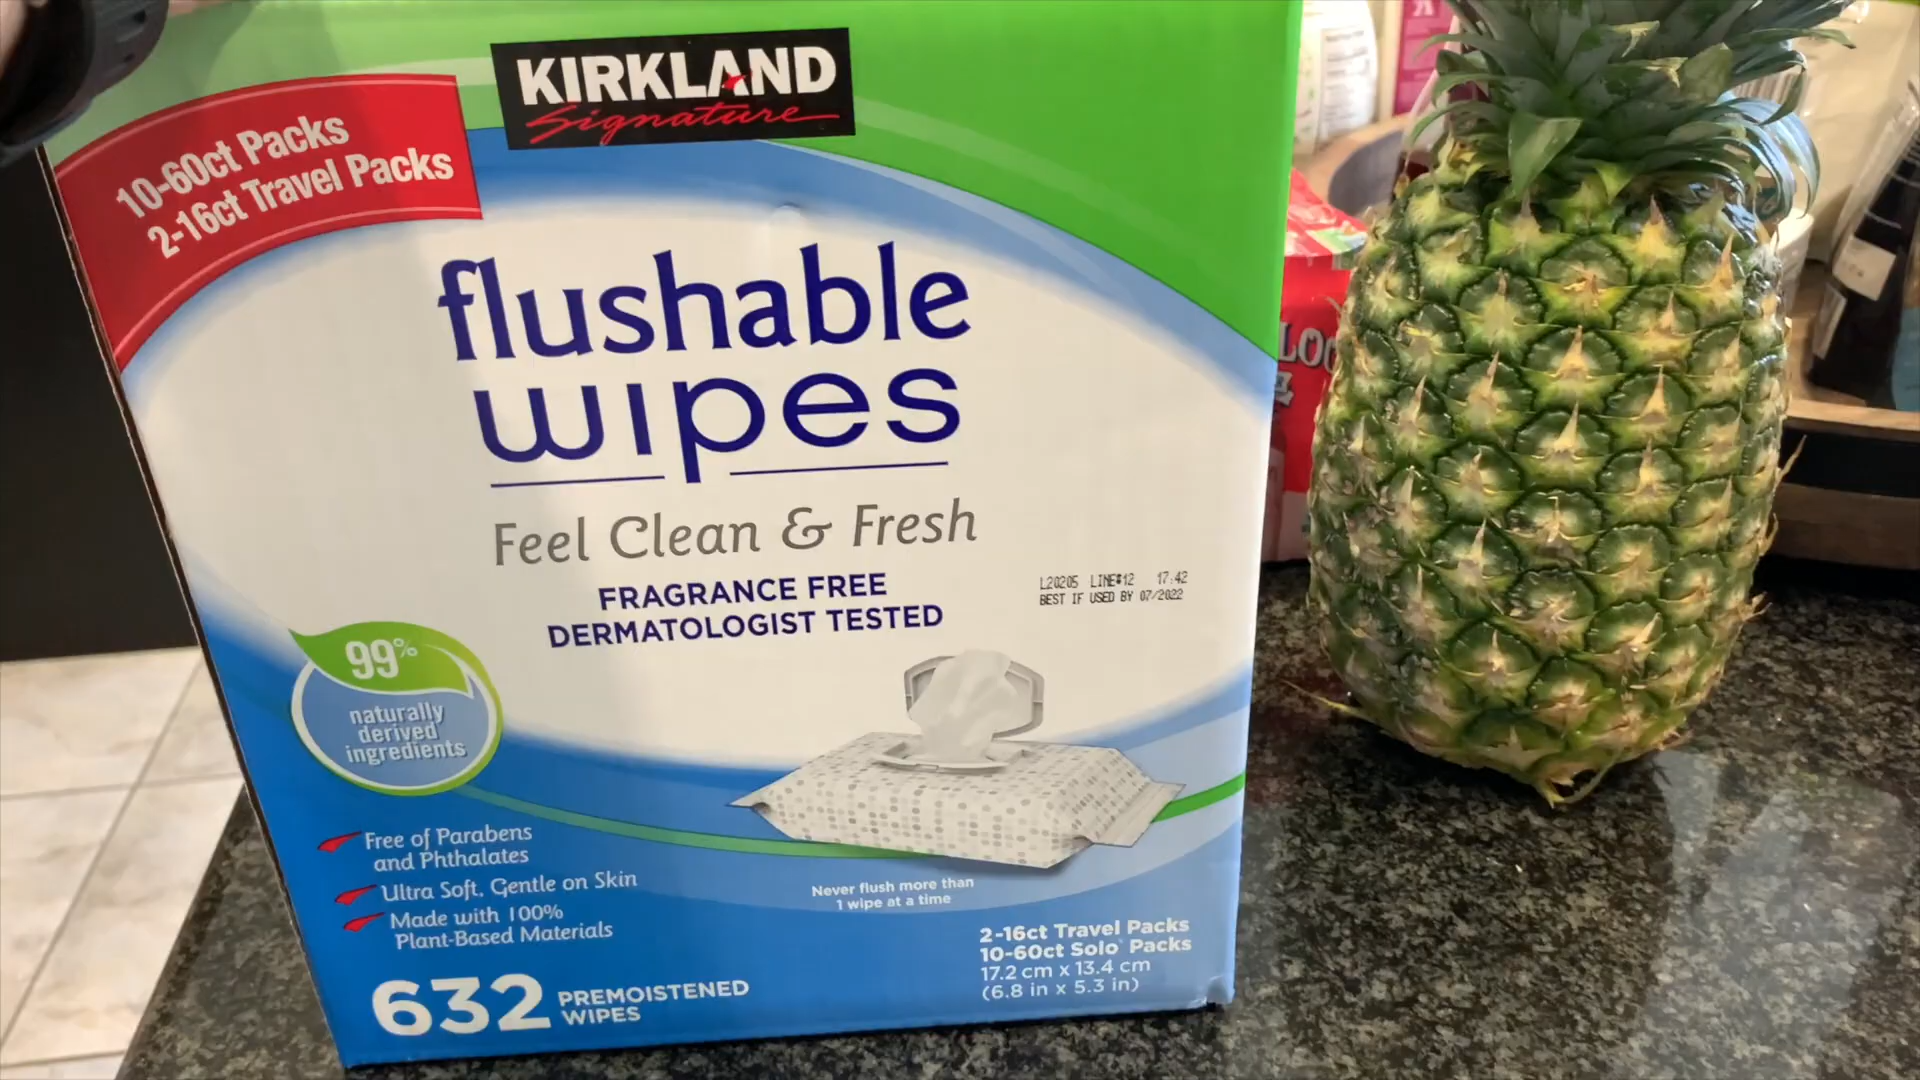 KIRKLAND
Signature
10-60ct Packs
2-16ct Travel Packs
flushable
wipes
Feel Clean & Fresh
FRAGRANCE FREE
DERMATOLOGIST TESTED
L20205 LINE#12 17:42
BEST IF USED BY 07/2022
99%
naturally
derived
ingredients
Free of Parabens
and Phthalates
Ultra Soft, Gentle on Skin
Made with 100%
Plant-Based Materials
Never flush more than
1 wipe at a time
2-16ct Travel Packs
10-60ct Solo Packs
17.2 cm x 13.4 cm
(6.8 in x 5.3 in)
632 PREMOISTENED
WIPES